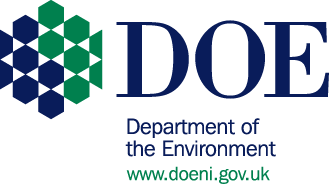 DOE
Department of
the Environment
www.doeni.gov.uk